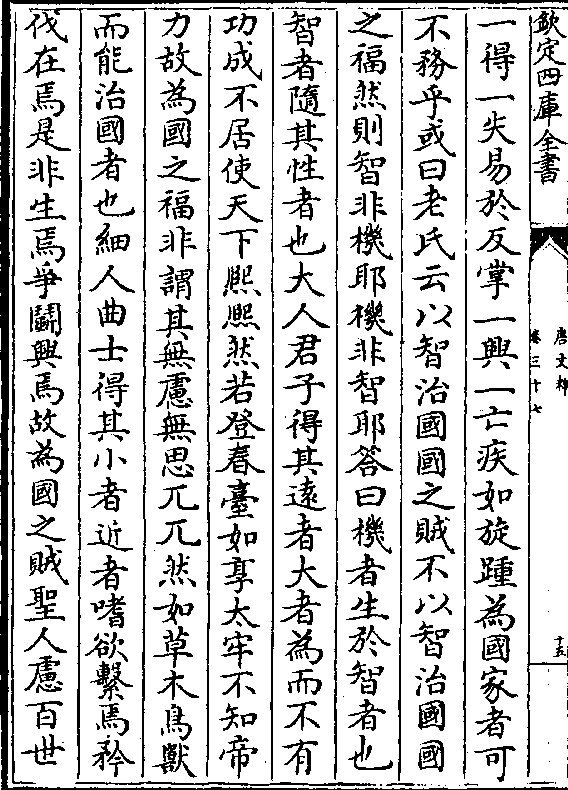 欽定四庫全書
唐文粹
卷三十七
十五
一得一失易於反掌一興一亡疾如旋踵為國家者可
不務乎或曰老氏云以智治國國之賊不以智治國國
之福然則智非機耶機非智耶答曰機者生於智者也
智者隨其性者也大人君子得其遠者大者為而不有
功成不居使天下熈熈然若登春臺如享太牢不知帝
力故為國之福非謂其無慮無思兀兀然如草木鳥獸
而能治國者也細人曲士得其小者近者嗜欲繫焉矜
伐在焉是非生焉爭鬭興焉故為國之賊聖人慮百世